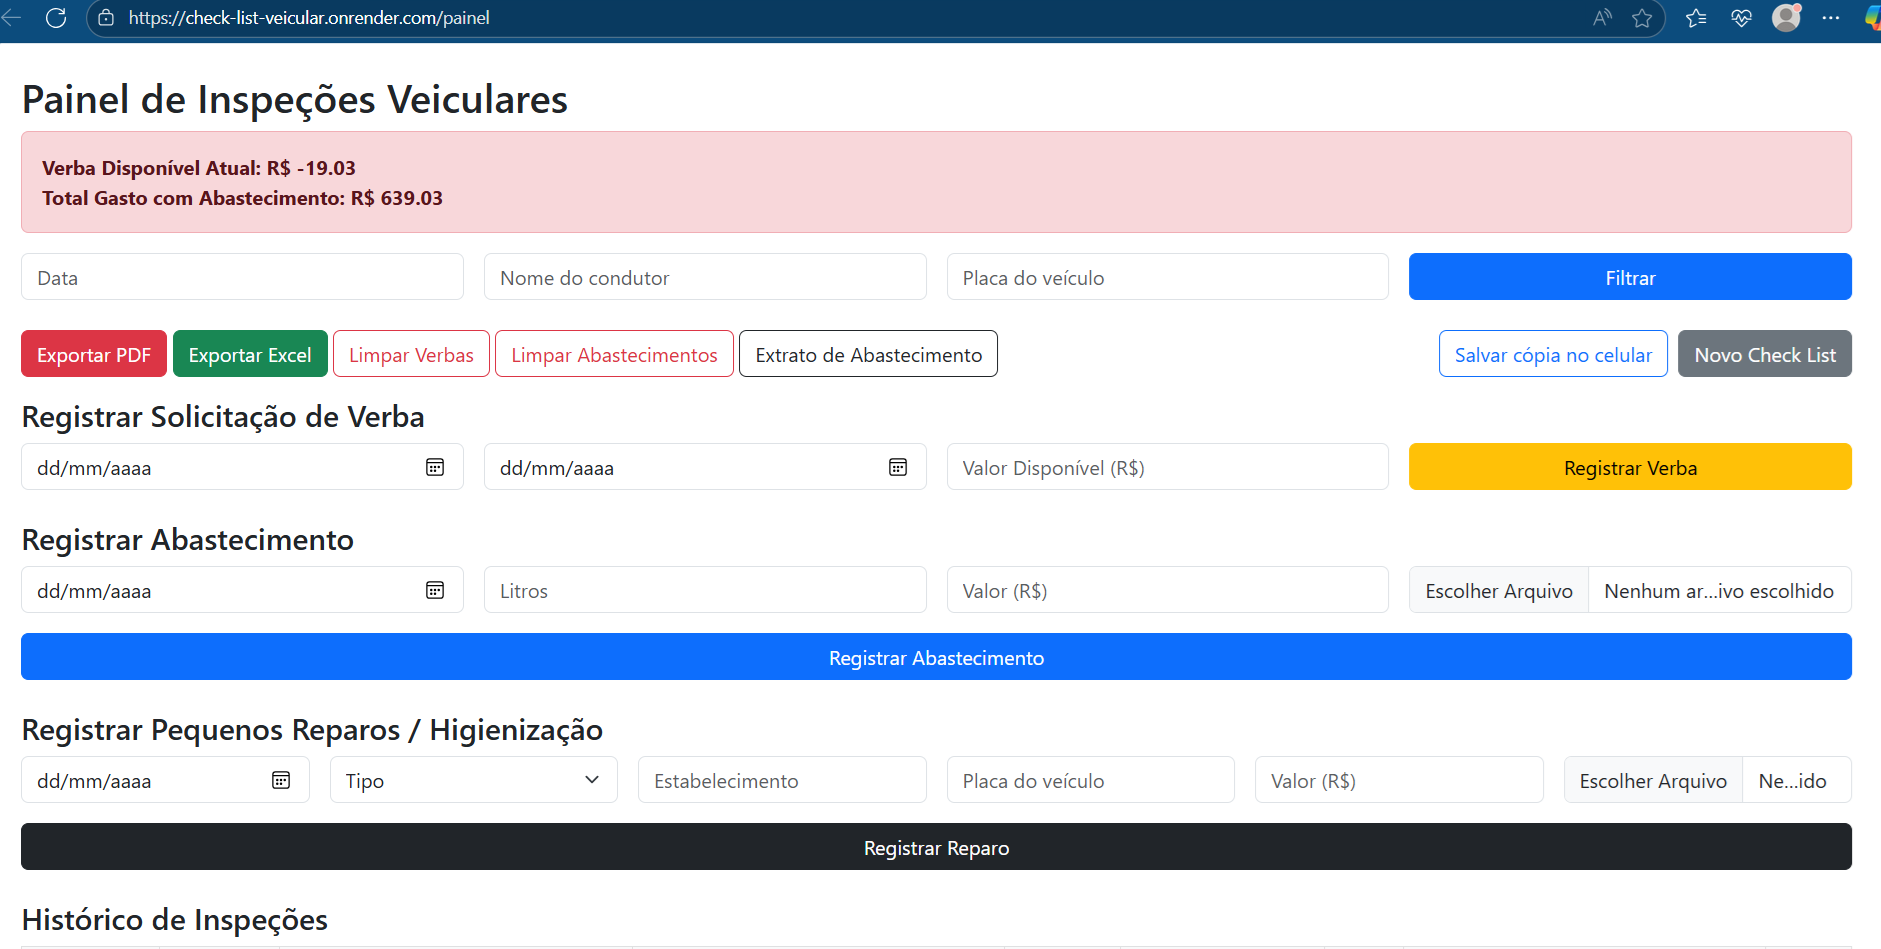 https://check-list-veicular.onrender.com/painel
Painel de Inspeções Veiculares
Verba Disponível Atual: R$ -19.03
Total Gasto com Abastecimento: R$ 639.03
Data
Nome do condutor
Placa do veículo
Filtrar
Exportar PDF
Exportar Excel
Limpar Verbas
Limpar Abastecimentos
Extrato de Abastecimento
Salvar cópia no celular
Novo Check List
Registrar Solicitação de Verba
dd/mm/aaaa
dd/mm/aaaa
Valor Disponível (R$)
Registrar Verba
Registrar Abastecimento
dd/mm/aaaa
Litros
Valor (R$)
Escolher Arquivo
Nenhum ar...ivo escolhido
Registrar Abastecimento
Registrar Pequenos Reparos / Higienização
dd/mm/aaaa
Tipo
Estabelecimento
Placa do veículo
Valor (R$)
Escolher Arquivo
Ne...ido
Registrar Reparo
Histórico de Inspeções